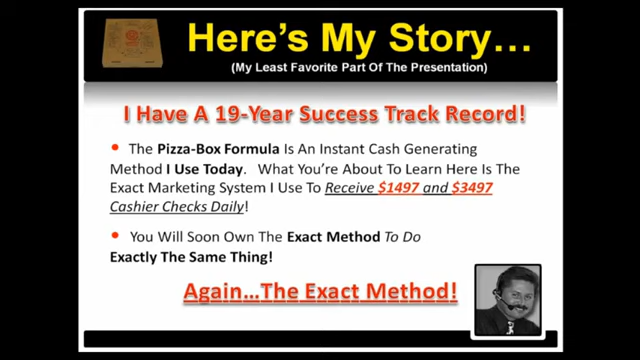 Here's My Story...
(My Least Favorite Part Of The Presentation)
I Have A 19-Year Success Track Record!
• The Pizza-Box Formula Is An Instant Cash Generating
Method I Use Today. What You're About to Learn Here Is The
Exact Marketing System I Use To Receive $1497 and $3497
Cashier Checks Daily!
• You Will Soon Own The Exact Method To Do
Exactly The Same Thing!
Again...The Exact Method!